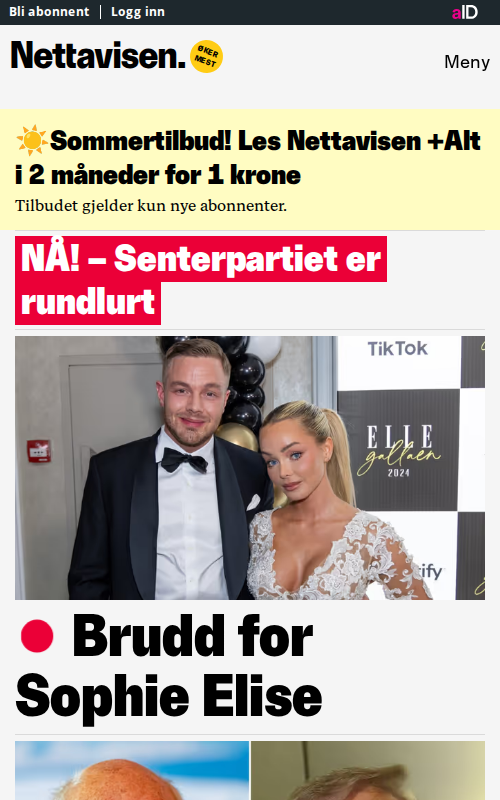 Bli abonnent | Logg inn
aID
Nettavisen.
ØKER
MEST
Meny
☀️Sommertilbud! Les Nettavisen +Alt
i 2 måneder for 1 krone
Tilbudet gjelder kun nye abonnenter.
NÅ! – Senterpartiet er
rundlurt
TikTok
ELLE
gallaen
2024
ify
Brudd for
Sophie Elise